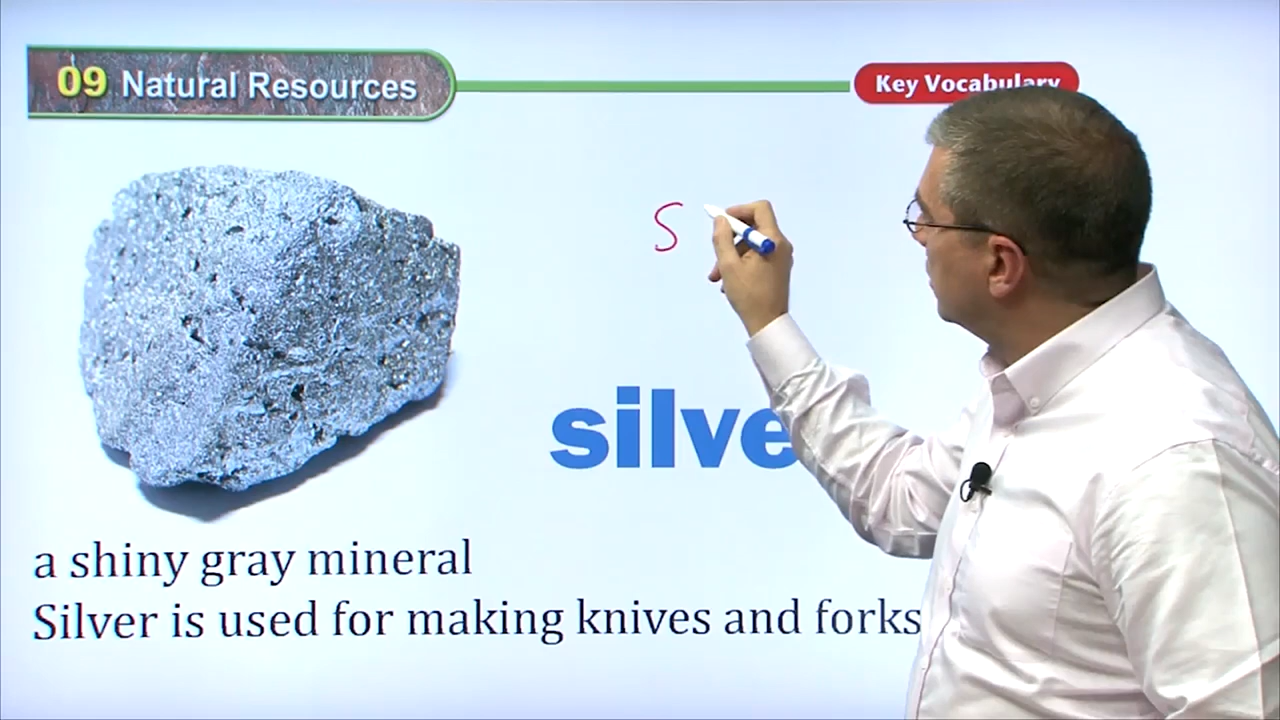 09 Natural Resources
Key Vocabulary
S
silve
a shiny gray mineral
Silver is used for making knives and forks